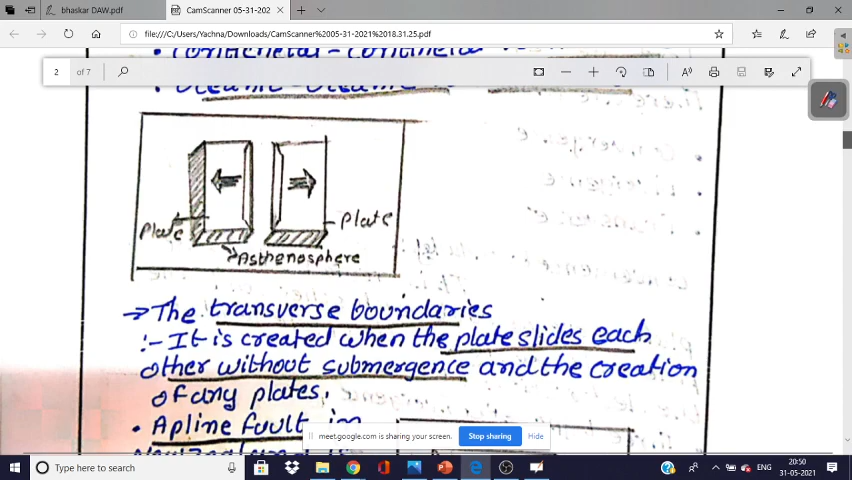 bhaskar DAW.pdf
CamScanner 05-31-202
file:///C:/Users/Yachna/Downloads/CamScanner%2005-31-2021%2018.31.25.pdf
2 of 7
Plate
Plate
Asthenosphere
→ The transverse boundaries
:- It is created when the plate slides each
other without submergence and the creation
of any plates.
• Apline fault in
meet.google.com is sharing your screen. Stop sharing Hide
Type here to search
ENG
20:50
31-05-2021